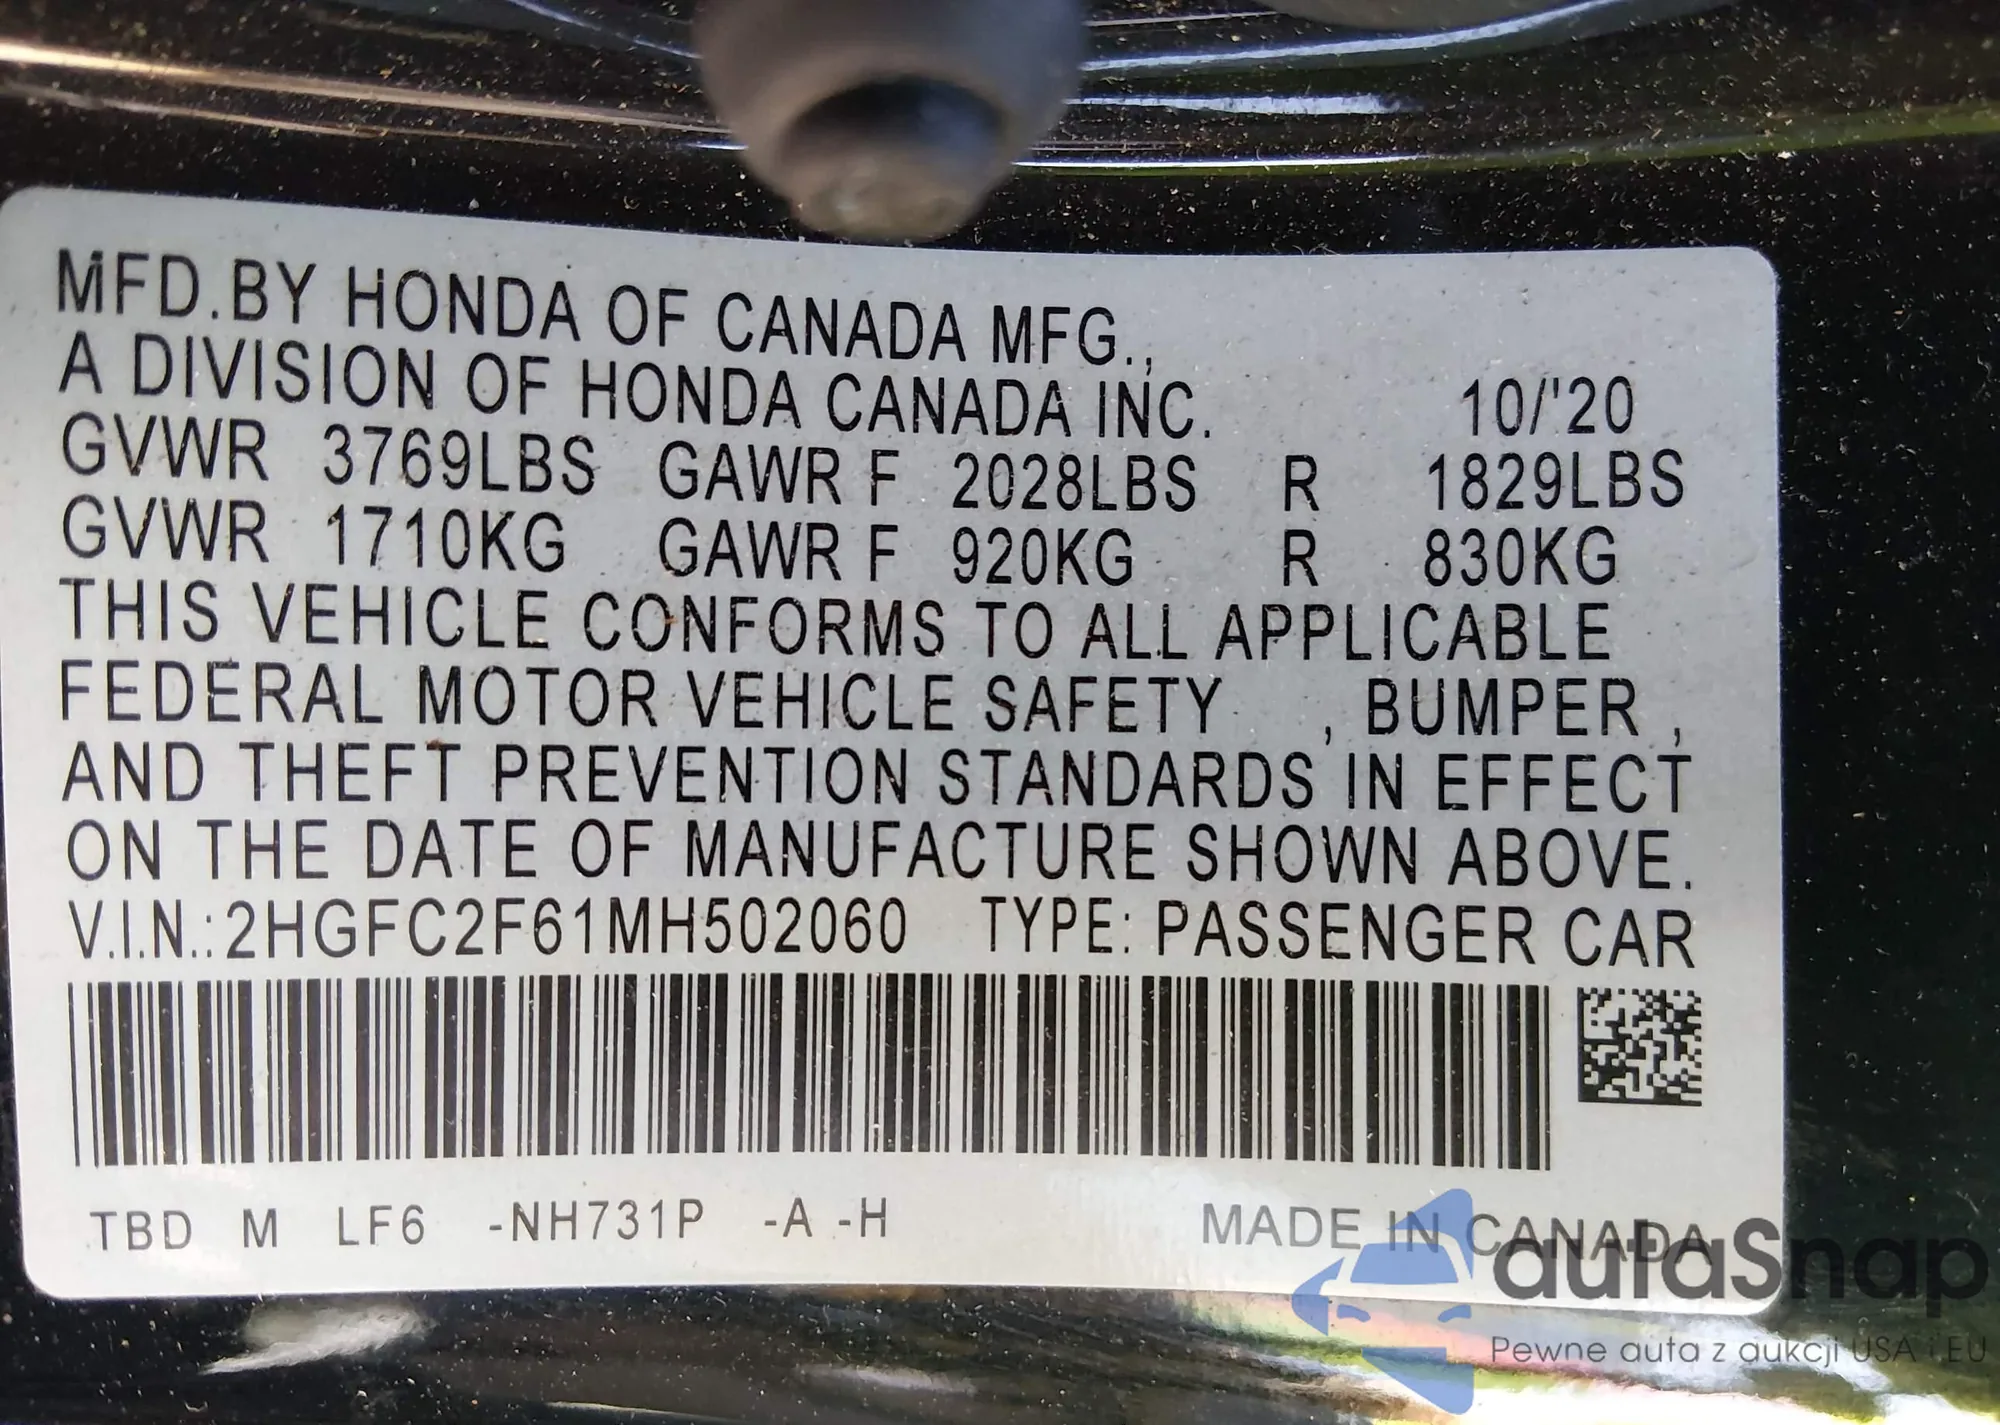 MFD.BY HONDA OF CANADA MFG.,
A DIVISION OF HONDA CANADA INC. 10/'20
GVWR 3769LBS GAWR F 2028LBS R 1829LBS
GVWR 1710KG GAWR F 920KG R 830KG
THIS VEHICLE CONFORMS TO ALL APPLICABLE
FEDERAL MOTOR VEHICLE SAFETY , BUMPER ,
AND THEFT PREVENTION STANDARDS IN EFFECT
ON THE DATE OF MANUFACTURE SHOWN ABOVE.
V.I.N.: 2HGFC2F61MH502060 TYPE: PASSENGER CAR
TBD M LF6 -NH731P -A -H MADE IN CANADA
autaSnap
Pewne auta z aukcji USA i EU